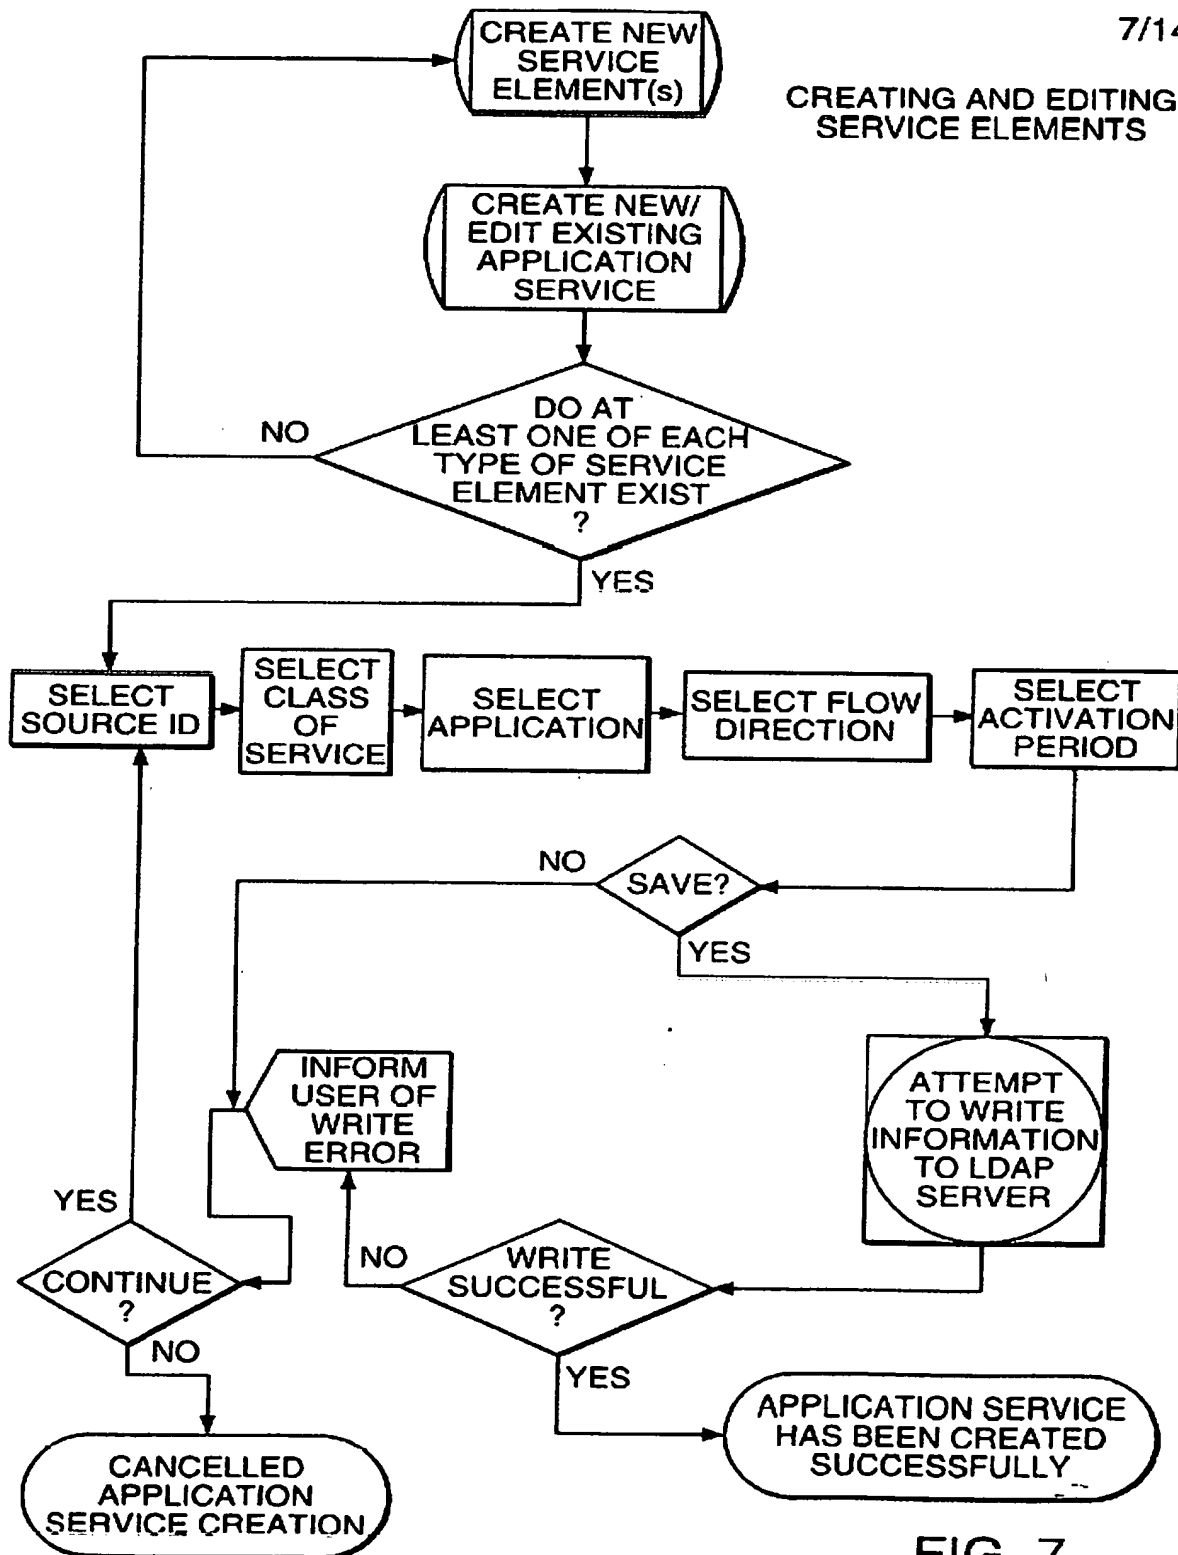 7/14
CREATING AND EDITING
SERVICE ELEMENTS
CREATE NEW
SERVICE
ELEMENT(s)
CREATE NEW/
EDIT EXISTING
APPLICATION
SERVICE
DO AT
LEAST ONE OF EACH
TYPE OF SERVICE
ELEMENT EXIST
?
NO
YES
SELECT
SOURCE ID
SELECT
CLASS
OF
SERVICE
SELECT
APPLICATION
SELECT FLOW
DIRECTION
SELECT
ACTIVATION
PERIOD
SAVE?
NO
YES
ATTEMPT
TO WRITE
INFORMATION
TO LDAP
SERVER
INFORM
USER OF
WRITE
ERROR
WRITE
SUCCESSFUL
?
NO
YES
CONTINUE
?
YES
NO
APPLICATION SERVICE
HAS BEEN CREATED
SUCCESSFULLY
CANCELLED
APPLICATION
SERVICE CREATION
FIG. 7